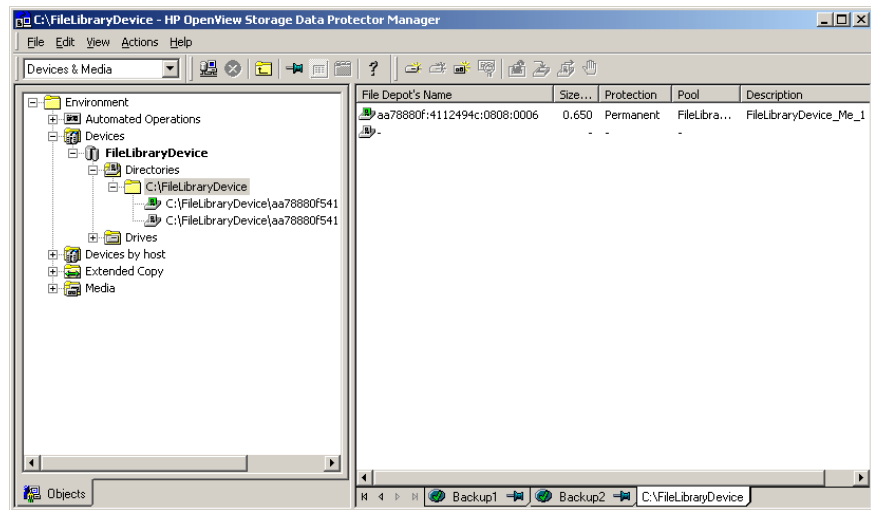 C:\FileLibraryDevice - HP OpenView Storage Data Protector Manager
File Edit View Actions Help
Devices & Media
Environment
Automated Operations
Devices
FileLibraryDevice
Directories
C:\FileLibraryDevice
C:\FileLibraryDevice\aa78880f541
C:\FileLibraryDevice\aa78880f541
Drives
Devices by host
Extended Copy
Media
Objects
File Depot's Name Size... Protection Pool Description
aa78880f:4112494c:0808:0006 0.650 Permanent FileLibra... FileLibraryDevice_Me_1
- - - -
Backup1 Backup2 C:\FileLibraryDevice